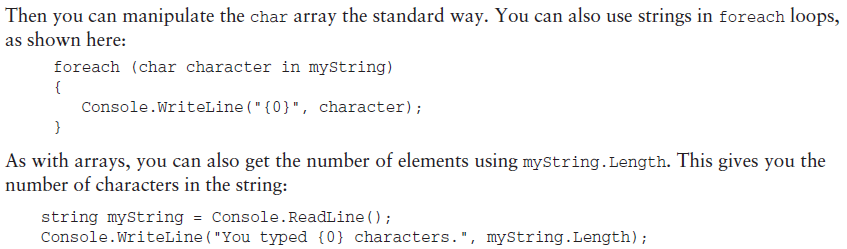 Then you can manipulate the char array the standard way. You can also use strings in foreach loops,
as shown here:
foreach (char character in myString)
{
Console.WriteLine("{0}", character);
}
As with arrays, you can also get the number of elements using myString.Length. This gives you the
number of characters in the string:
string myString = Console.ReadLine();
Console.WriteLine("You typed {0} characters.", myString.Length);